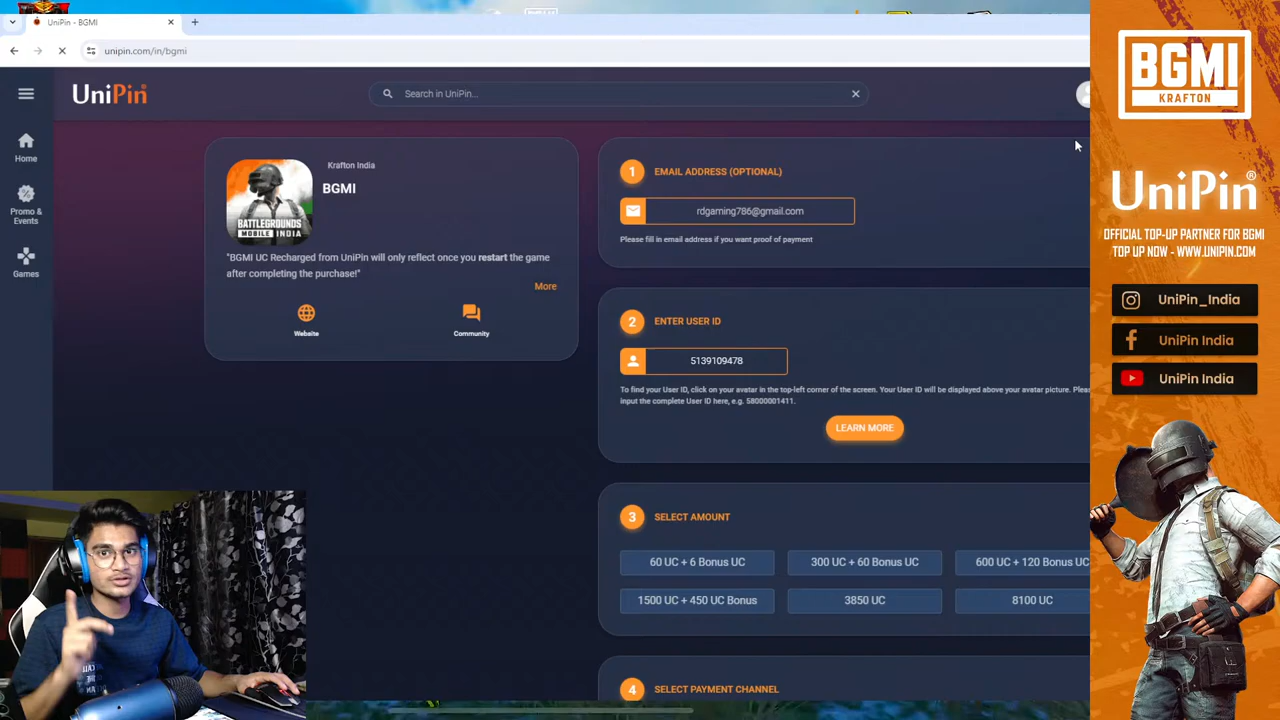 UniPin - BGMI
unipin.com/in/bgmi
UniPin
Search in UniPin...
Home
Promo &
Events
Games
Krafton India
BGMI
BATTLEGROUNDS
MOBILE INDIA
"BGMI UC Recharged from UniPin will only reflect once you restart the game
after completing the purchase!"
More
Website
Community
1
EMAIL ADDRESS (OPTIONAL)
rdgaming786@gmail.com
Please fill in email address if you want proof of payment
2
ENTER USER ID
5139109478
To find your User ID, click on your avatar in the top-left corner of the screen. Your User ID will be displayed above your avatar picture. Plea
input the complete User ID here, e.g. 58000001411.
LEARN MORE
3
SELECT AMOUNT
60 UC + 6 Bonus UC
300 UC + 60 Bonus UC
600 UC + 120 Bonus UC
1500 UC + 450 UC Bonus
3850 UC
8100 UC
4
SELECT PAYMENT CHANNEL
BGMI
KRAFTON
UniPin®
OFFICIAL TOP-UP PARTNER FOR BGMI
TOP UP NOW - WWW.UNIPIN.COM
UniPin_India
UniPin India
UniPin India